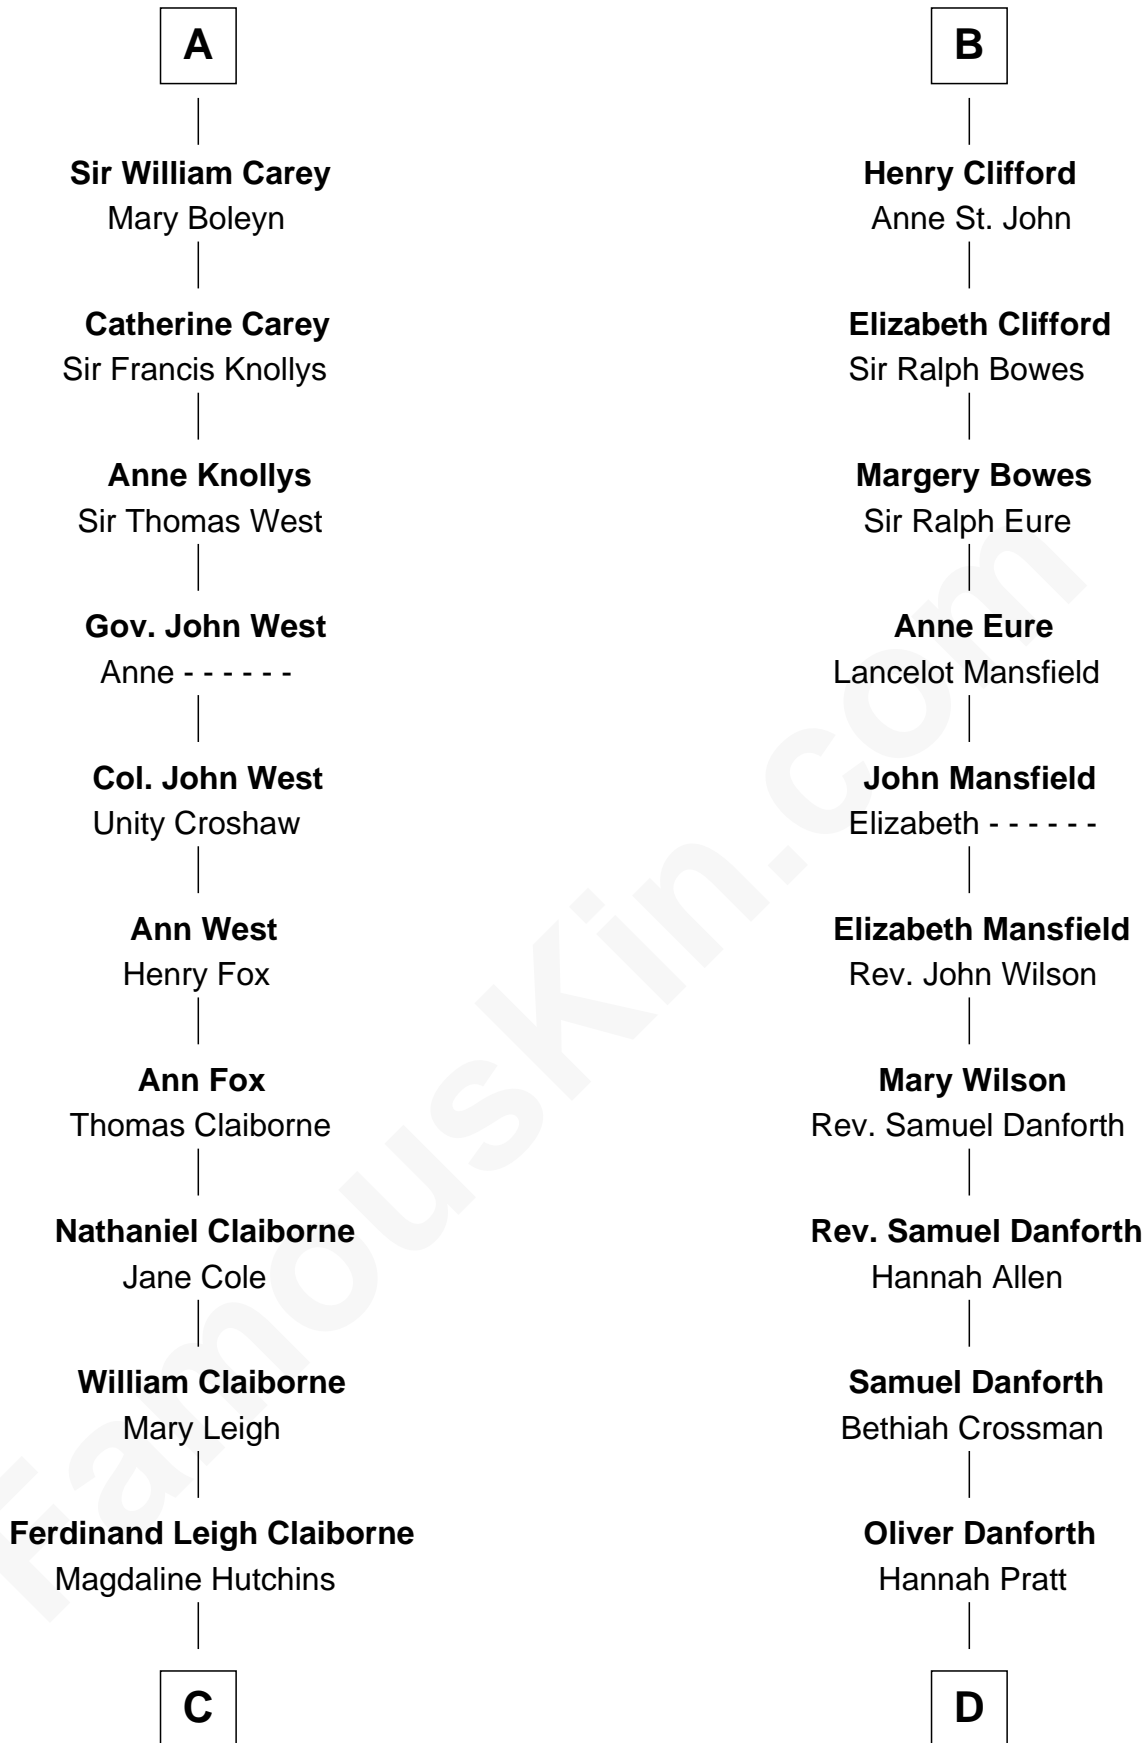 A
Sir William Carey
Mary Boleyn
Catherine Carey
Sir Francis Knollys
Anne Knollys
Sir Thomas West
Gov. John West
Anne - - - - - -
Col. John West
Unity Croshaw
Ann West
Henry Fox
Ann Fox
Thomas Claiborne
Nathaniel Claiborne
Jane Cole
William Claiborne
Mary Leigh
Ferdinand Leigh Claiborne
Magdaline Hutchins
C
B
Henry Clifford
Anne St. John
Elizabeth Clifford
Sir Ralph Bowes
Margery Bowes
Sir Ralph Eure
Anne Eure
Lancelot Mansfield
John Mansfield
Elizabeth - - - - - -
Elizabeth Mansfield
Rev. John Wilson
Mary Wilson
Rev. Samuel Danforth
Rev. Samuel Danforth
Hannah Allen
Samuel Danforth
Bethiah Crossman
Oliver Danforth
Hannah Pratt
D
FamousKin.com